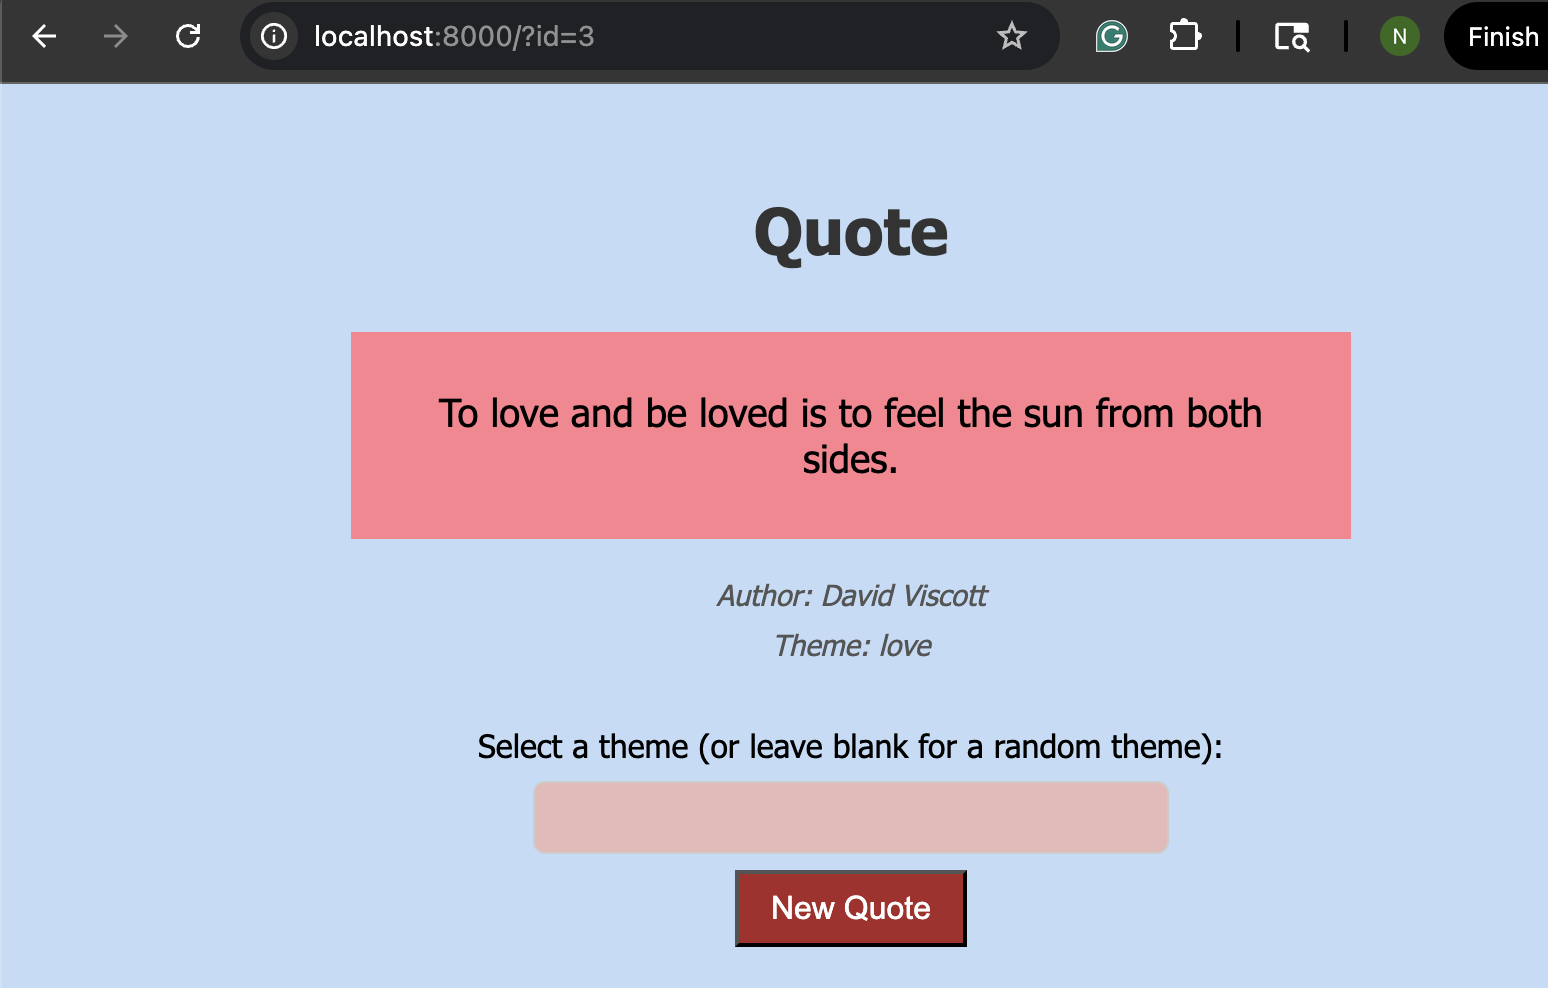 localhost:8000/?id=3
N
Finish
Quote
To love and be loved is to feel the sun from both
sides.
Author: David Viscott
Theme: love
Select a theme (or leave blank for a random theme):
New Quote